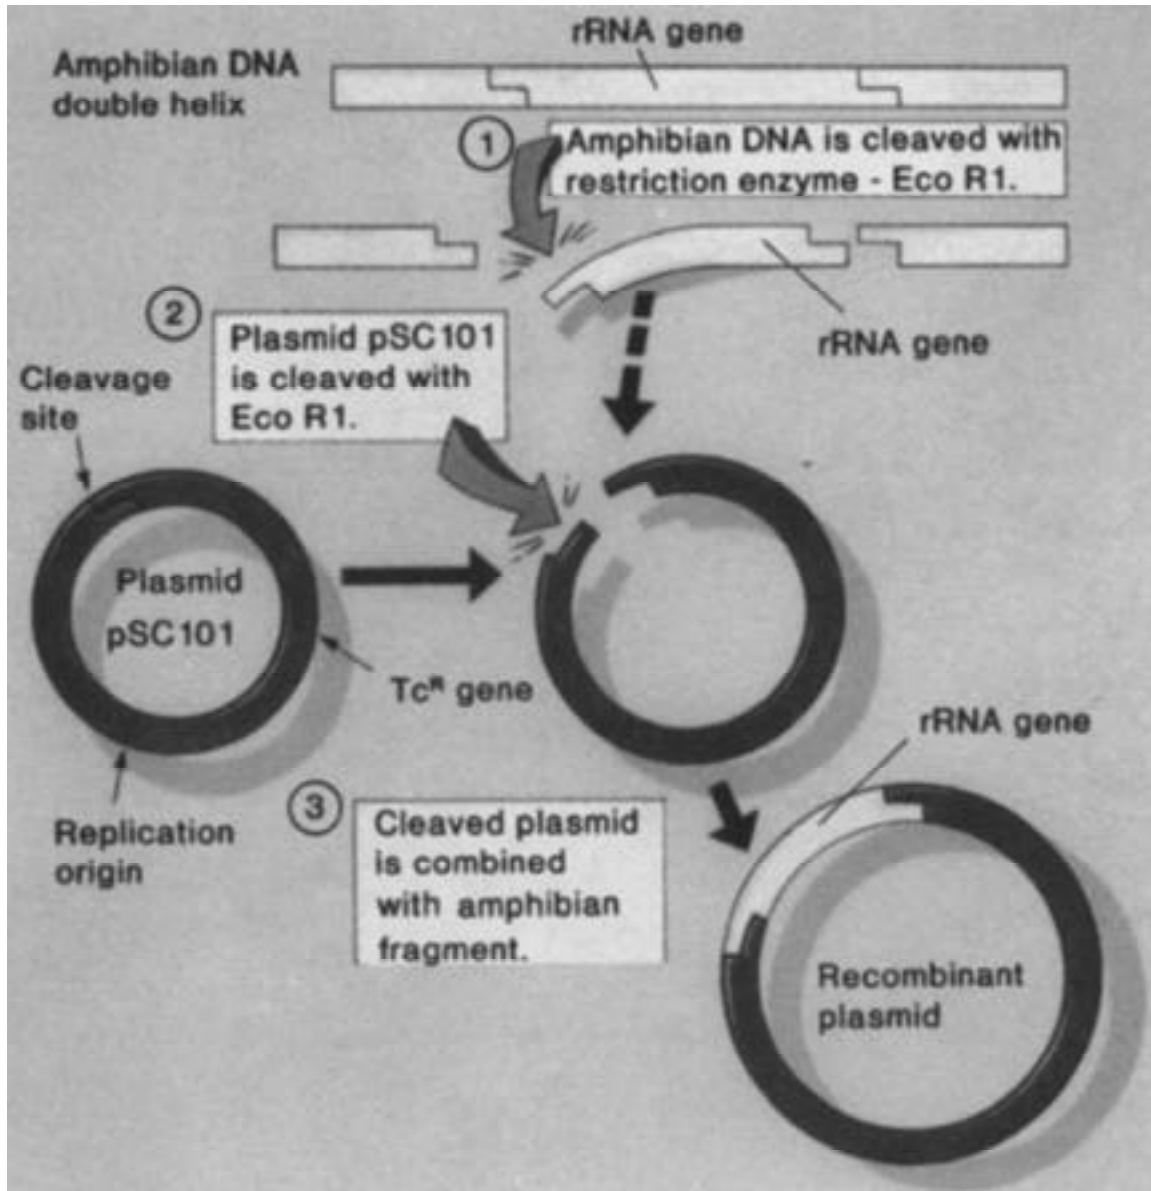 rRNA gene
Amphibian DNA
double helix
1
Amphibian DNA is cleaved with
restriction enzyme - Eco R1.
rRNA gene
2
Plasmid pSC101
is cleaved with
Eco R1.
Cleavage
site
Plasmid
pSC101
Tcᴿ gene
Replication
origin
3
Cleaved plasmid
is combined
with amphibian
fragment.
rRNA gene
Recombinant
plasmid